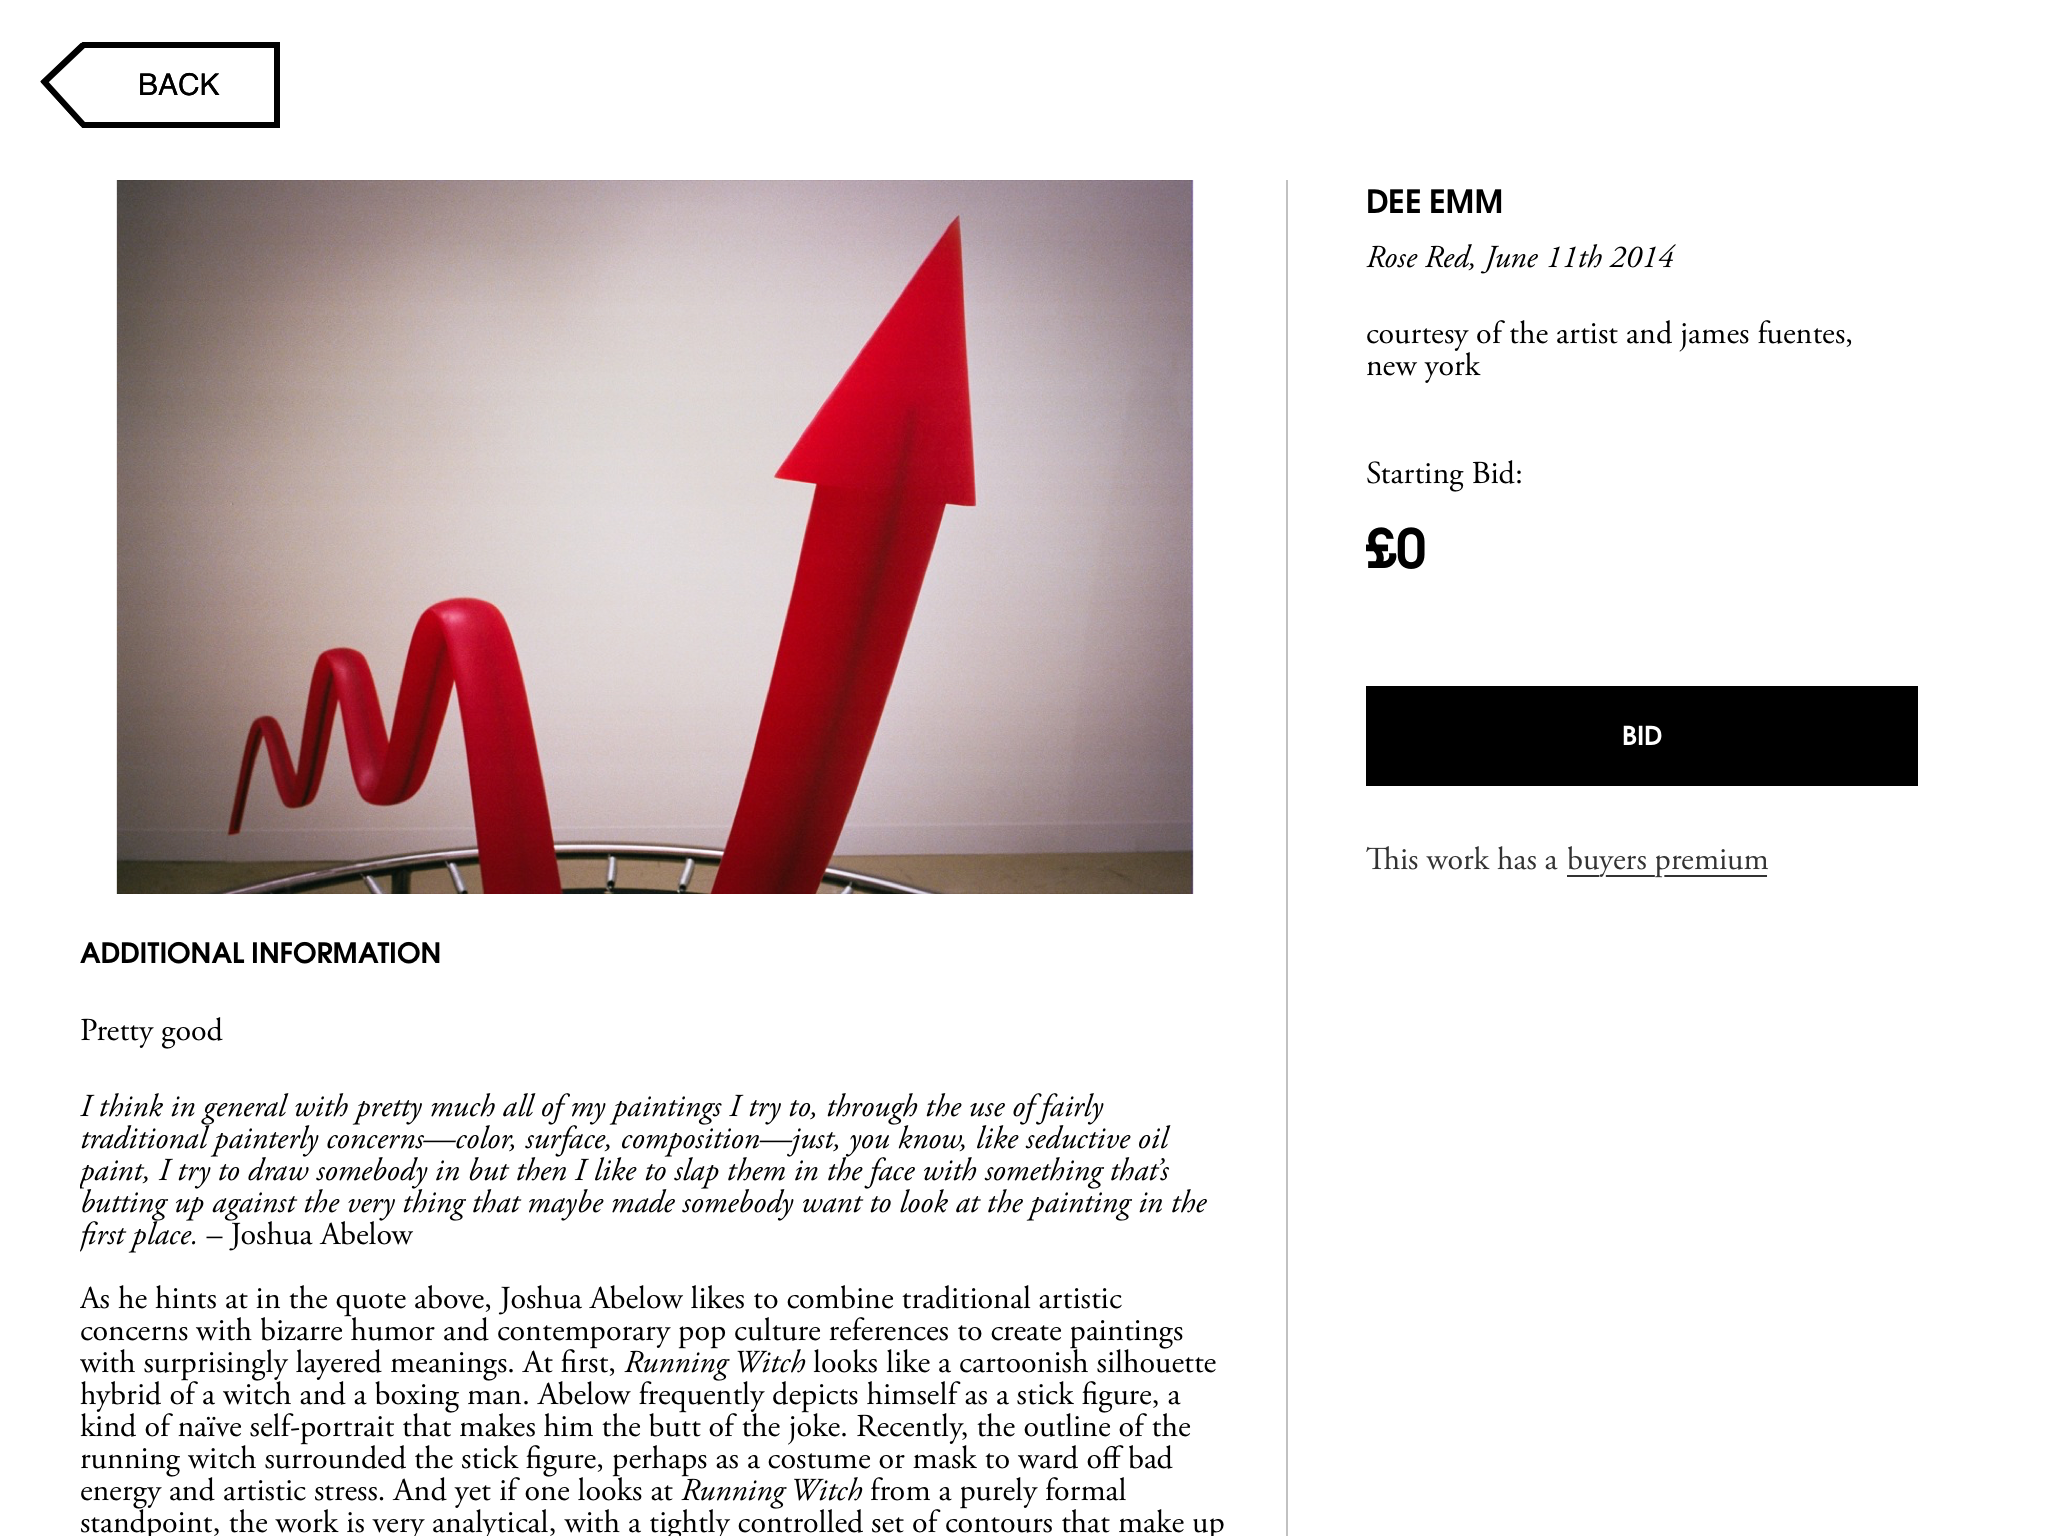 BACK
DEE EMM
Rose Red, June 11th 2014
courtesy of the artist and james fuentes,
new york
Starting Bid:
£0
BID
This work has a buyers premium
ADDITIONAL INFORMATION
Pretty good
I think in general with pretty much all of my paintings I try to, through the use of fairly
traditional painterly concerns—color, surface, composition—just, you know, like seductive oil
paint, I try to draw somebody in but then I like to slap them in the face with something that’s
butting up against the very thing that maybe made somebody want to look at the painting in the
first place. – Joshua Abelow
As he hints at in the quote above, Joshua Abelow likes to combine traditional artistic
concerns with bizarre humor and contemporary pop culture references to create paintings
with surprisingly layered meanings. At first, Running Witch looks like a cartoonish silhouette
hybrid of a witch and a boxing man. Abelow frequently depicts himself as a stick figure, a
kind of naïve self-portrait that makes him the butt of the joke. Recently, the outline of the
running witch surrounded the stick figure, perhaps as a costume or mask to ward off bad
energy and artistic stress. And yet if one looks at Running Witch from a purely formal
standpoint, the work is very analytical, with a tightly controlled set of contours that make up